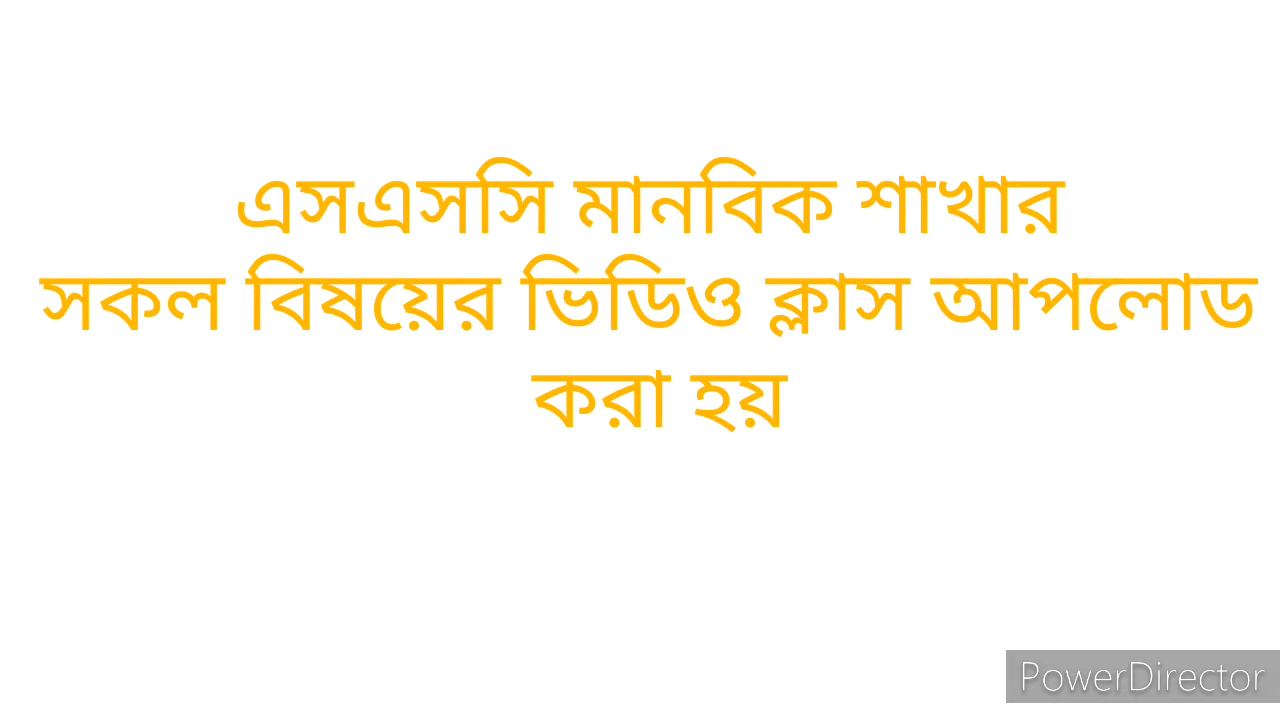 এসএসসি মানবিক শাখার
সকল বিষয়ের ভিডিও ক্লাস আপলোড
করা হয়
PowerDirector